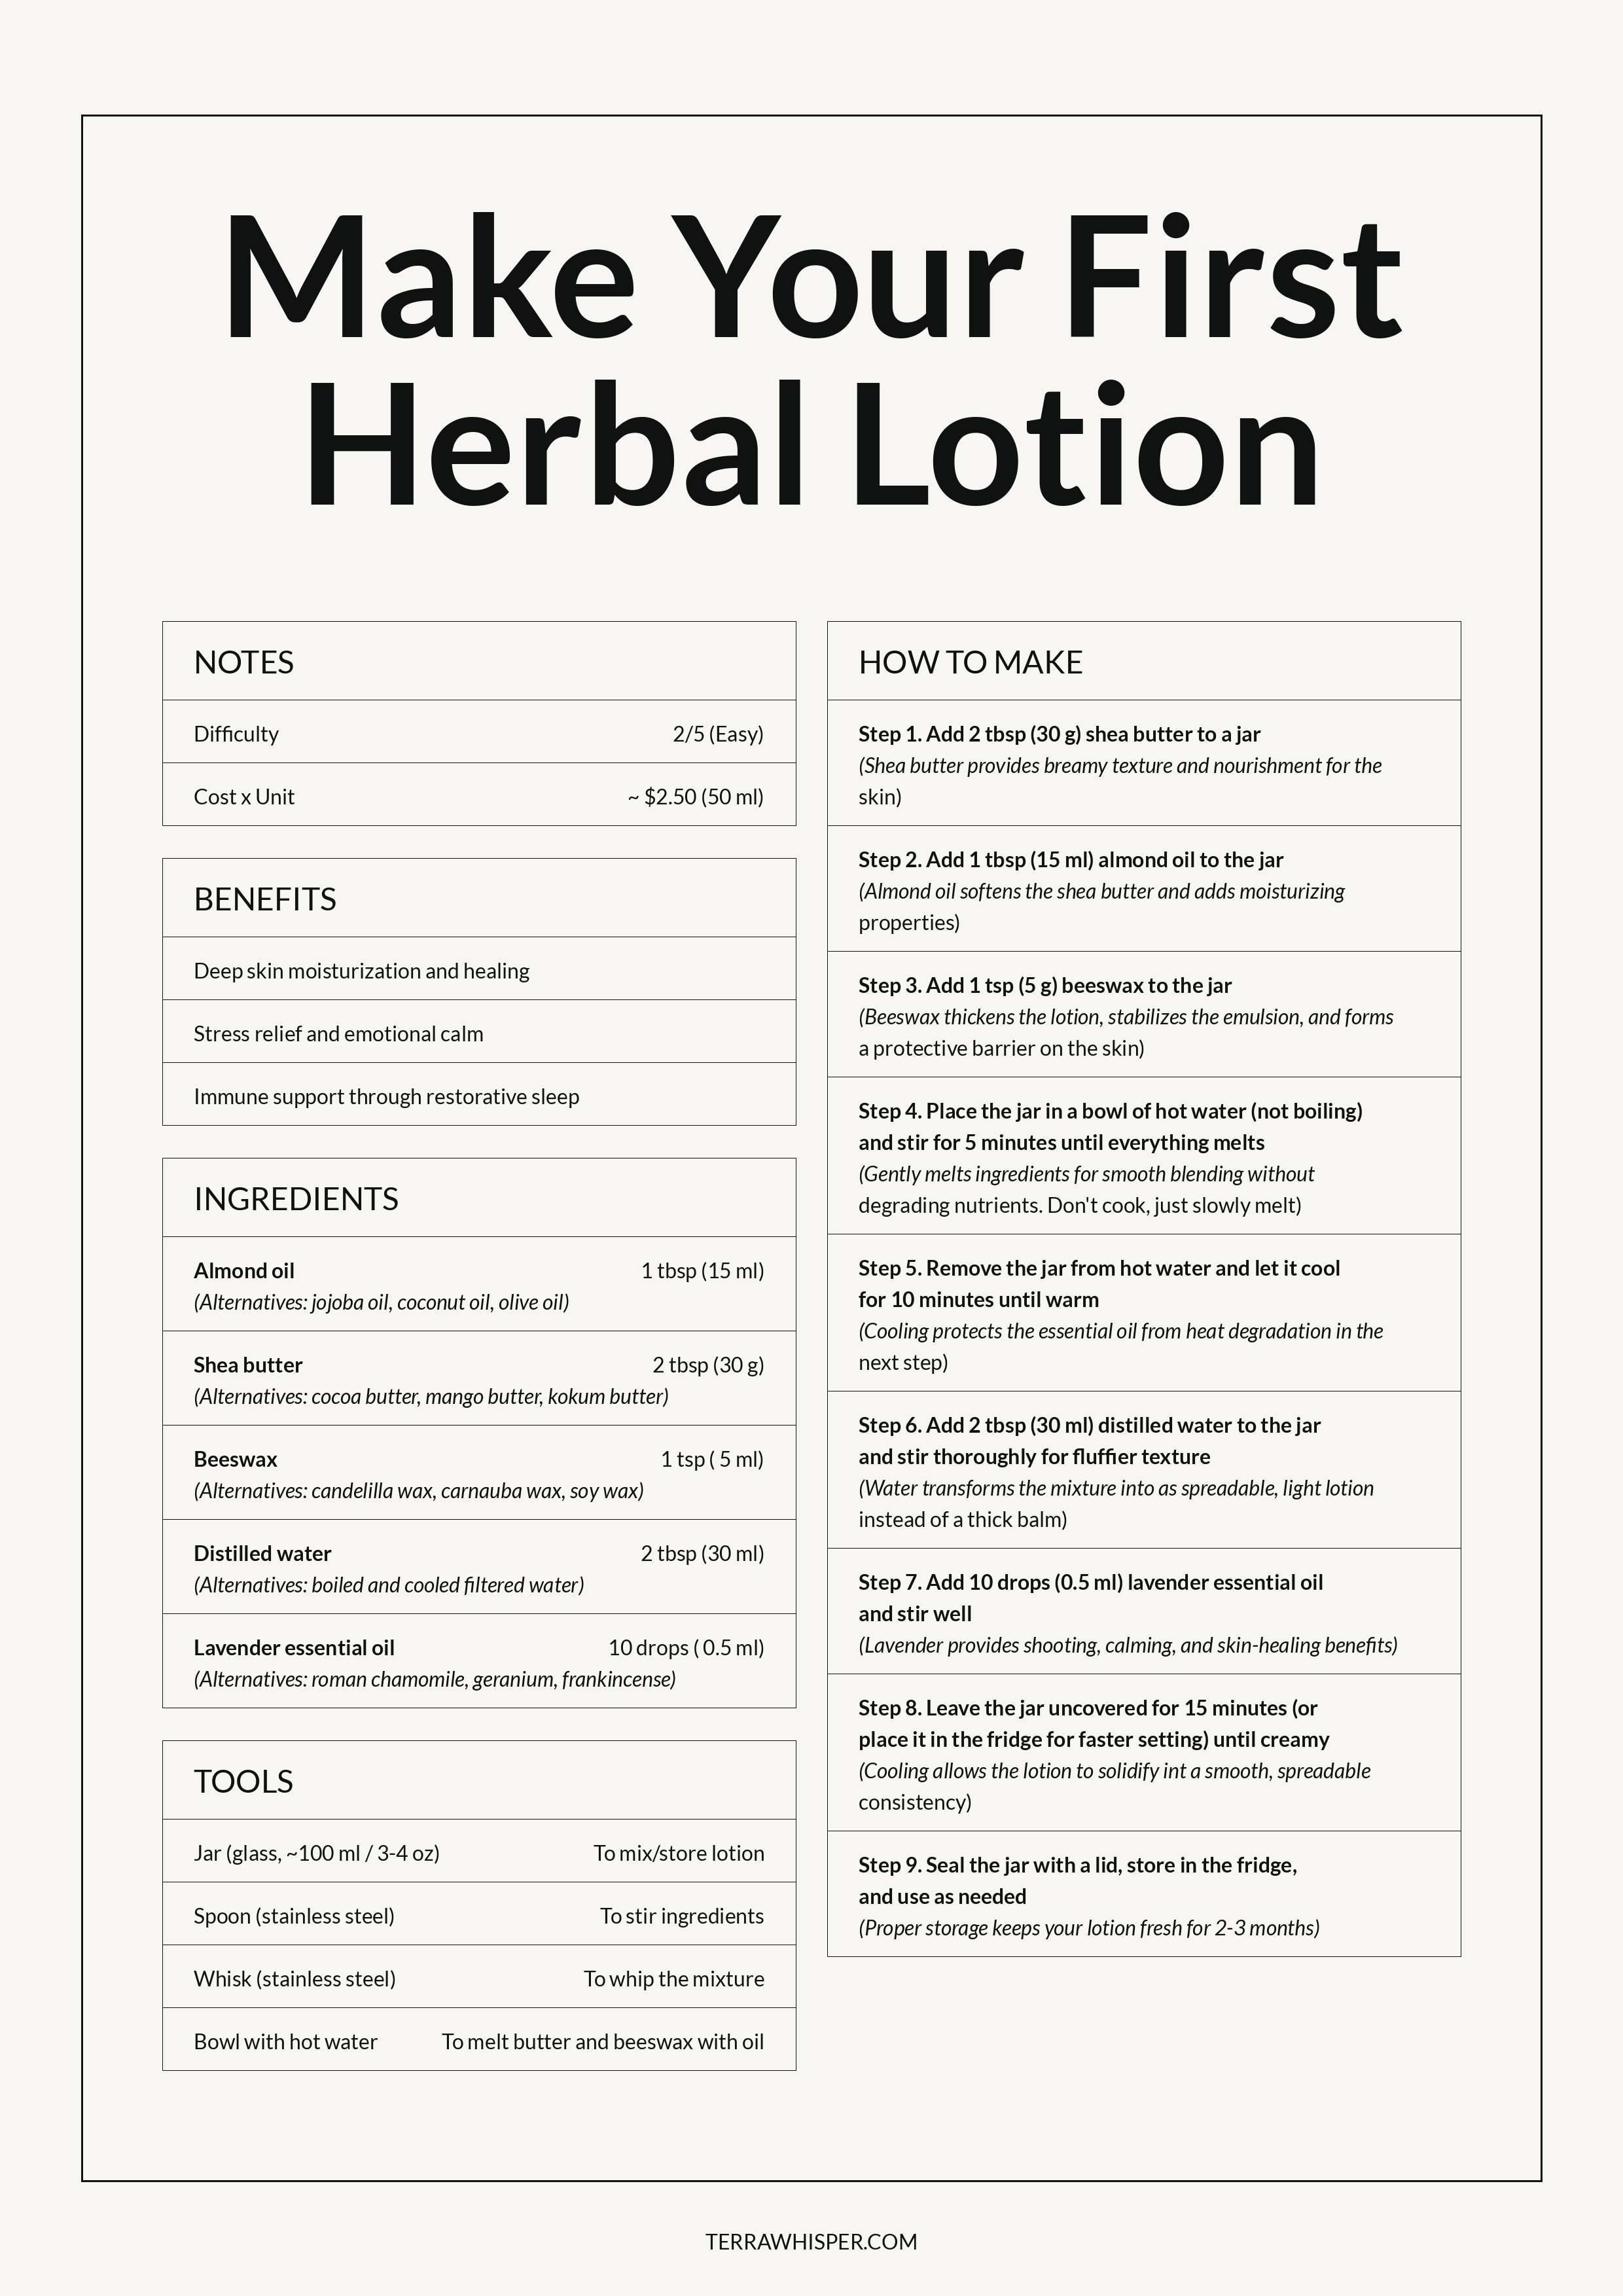 Make Your First
Herbal Lotion
NOTES
Difficulty 2/5 (Easy)
Cost x Unit ~ $2.50 (50 ml)
BENEFITS
Deep skin moisturization and healing
Stress relief and emotional calm
Immune support through restorative sleep
INGREDIENTS
Almond oil 1 tbsp (15 ml)
(Alternatives: jojoba oil, coconut oil, olive oil)
Shea butter 2 tbsp (30 g)
(Alternatives: cocoa butter, mango butter, kokum butter)
Beeswax 1 tsp ( 5 ml)
(Alternatives: candelilla wax, carnauba wax, soy wax)
Distilled water 2 tbsp (30 ml)
(Alternatives: boiled and cooled filtered water)
Lavender essential oil 10 drops ( 0.5 ml)
(Alternatives: roman chamomile, geranium, frankincense)
TOOLS
Jar (glass, ~100 ml / 3-4 oz) To mix/store lotion
Spoon (stainless steel) To stir ingredients
Whisk (stainless steel) To whip the mixture
Bowl with hot water To melt butter and beeswax with oil
HOW TO MAKE
Step 1. Add 2 tbsp (30 g) shea butter to a jar
(Shea butter provides breamy texture and nourishment for the
skin)
Step 2. Add 1 tbsp (15 ml) almond oil to the jar
(Almond oil softens the shea butter and adds moisturizing
properties)
Step 3. Add 1 tsp (5 g) beeswax to the jar
(Beeswax thickens the lotion, stabilizes the emulsion, and forms
a protective barrier on the skin)
Step 4. Place the jar in a bowl of hot water (not boiling)
and stir for 5 minutes until everything melts
(Gently melts ingredients for smooth blending without
degrading nutrients. Don't cook, just slowly melt)
Step 5. Remove the jar from hot water and let it cool
for 10 minutes until warm
(Cooling protects the essential oil from heat degradation in the
next step)
Step 6. Add 2 tbsp (30 ml) distilled water to the jar
and stir thoroughly for fluffier texture
(Water transforms the mixture into as spreadable, light lotion
instead of a thick balm)
Step 7. Add 10 drops (0.5 ml) lavender essential oil
and stir well
(Lavender provides shooting, calming, and skin-healing benefits)
Step 8. Leave the jar uncovered for 15 minutes (or
place it in the fridge for faster setting) until creamy
(Cooling allows the lotion to solidify int a smooth, spreadable
consistency)
Step 9. Seal the jar with a lid, store in the fridge,
and use as needed
(Proper storage keeps your lotion fresh for 2-3 months)
TERRAWHISPER.COM